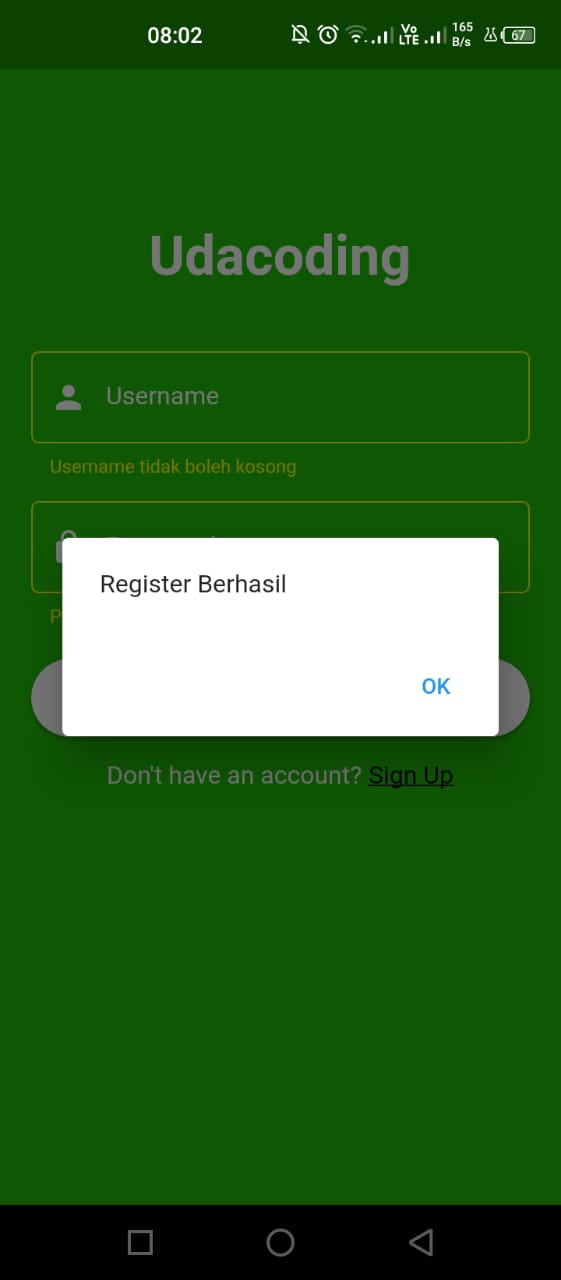 08:02
Vo
LTE
165
B/s
67
Udacoding
Username
Username tidak boleh kosong
P
Register Berhasil
OK
Don't have an account? Sign Up